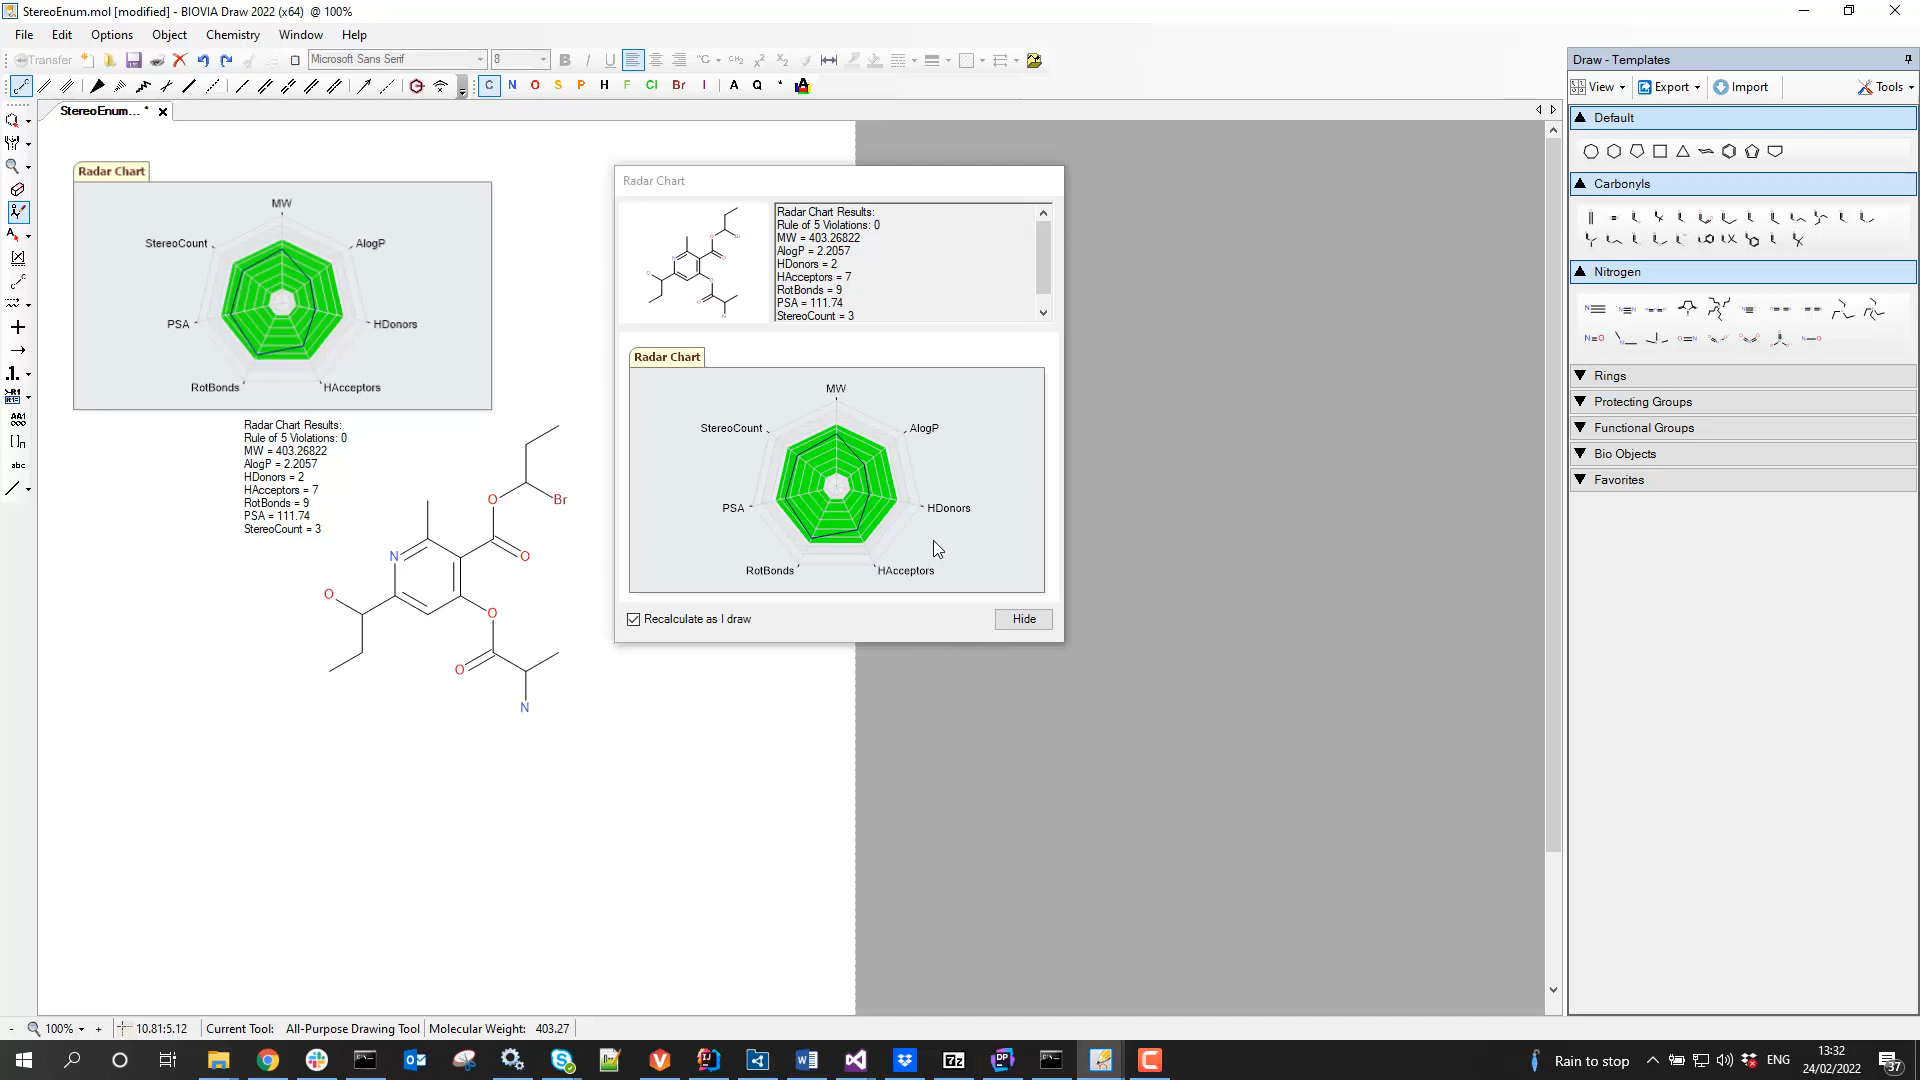 StereoEnum.mol [modified] - BIOVIA Draw 2022 (x64) @ 100%
File Edit Options Object Chemistry Window Help
Transfer Microsoft Sans Serif 8 B I U
C N O S P H F Cl Br I A Q * A
StereoEnum... *
Radar Chart
MW
StereoCount AlogP
PSA HDonors
RotBonds HAcceptors
Radar Chart Results:
Rule of 5 Violations: 0
MW = 403.26822
AlogP = 2.2057
HDonors = 2
HAcceptors = 7
RotBonds = 9
PSA = 111.74
StereoCount = 3
O Br
N O
O O
O
N
Radar Chart
Radar Chart Results:
Rule of 5 Violations: 0
MW = 403.26822
AlogP = 2.2057
HDonors = 2
HAcceptors = 7
RotBonds = 9
PSA = 111.74
StereoCount = 3
Radar Chart
MW
StereoCount AlogP
PSA HDonors
RotBonds HAcceptors
Recalculate as I draw Hide
Draw - Templates
View Export Import Tools
Default
Carbonyls
Nitrogen
Rings
Protecting Groups
Functional Groups
Bio Objects
Favorites
- 100% + 10.81:5.12 Current Tool: All-Purpose Drawing Tool Molecular Weight: 403.27
Rain to stop ENG 13:32
24/02/2022 37